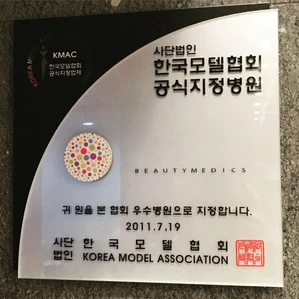 KOREA M
KMAC
한국모델협회
공식지정업체
사단법인
한국모델협회
공식지정병원
BEAUTYMEDICS
귀 원을 본 협회 우수병원으로 지정합니다.
2011.7.19
사단 한 국 모 델 협 회
법인 KOREA MODEL ASSOCIATION